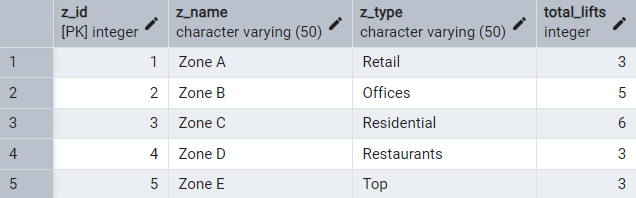 z_id z_name z_type total_lifts
[PK] integer character varying (50) character varying (50) integer
1 1 Zone A Retail 3
2 2 Zone B Offices 5
3 3 Zone C Residential 6
4 4 Zone D Restaurants 3
5 5 Zone E Top 3